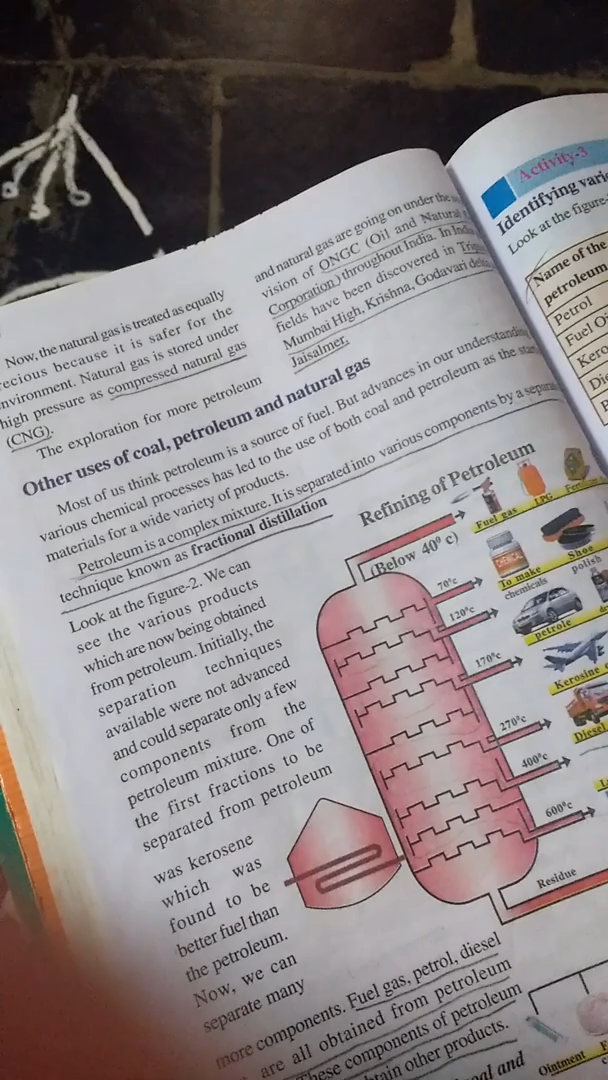 Now, the natural gas is treated as equally
because it is safer for the
Natural gas is stored under
high pressure as compressed natural gas
(CNG).
The exploration for more petroleum
and natural gas are going on under the
vision of ONGC (Oil and Natural
Corporation) throughout India. In
fields have been discovered in
Mumbai High, Krishna, Godavari
Jaisalmer.
Other uses of coal, petroleum and natural gas
Most of us think petroleum is a source of fuel. But advances in our understanding
various chemical processes has led to the use of both coal and petroleum as the
materials for a wide variety of products.
Petroleum is a complex mixture. It is separated into various components by a
technique known as fractional distillation
Look at the figure-2. We can
see the various products
which are now being obtained
from petroleum. Initially, the
separation techniques
available were not advanced
and could separate only a few
components from the
petroleum mixture. One of
the first fractions to be
separated from petroleum
was kerosene
which was
found to be
better fuel than
the petroleum.
Now, we can
separate many
more components. Fuel gas, petrol, diesel
are all obtained from petroleum
These components of petroleum
other products.
and
Refining of Petroleum
(Below 40° c)
Fuel gas
LPG
70°c
To make
chemicals
Shoe
polish
120°c
petrole
170°c
Kerosine
270°c
Diesel
400°c
600°c
Residue
Ointment
Activity-3
Identifying
Look at the
Name of the
petroleum
Petrol
Fuel